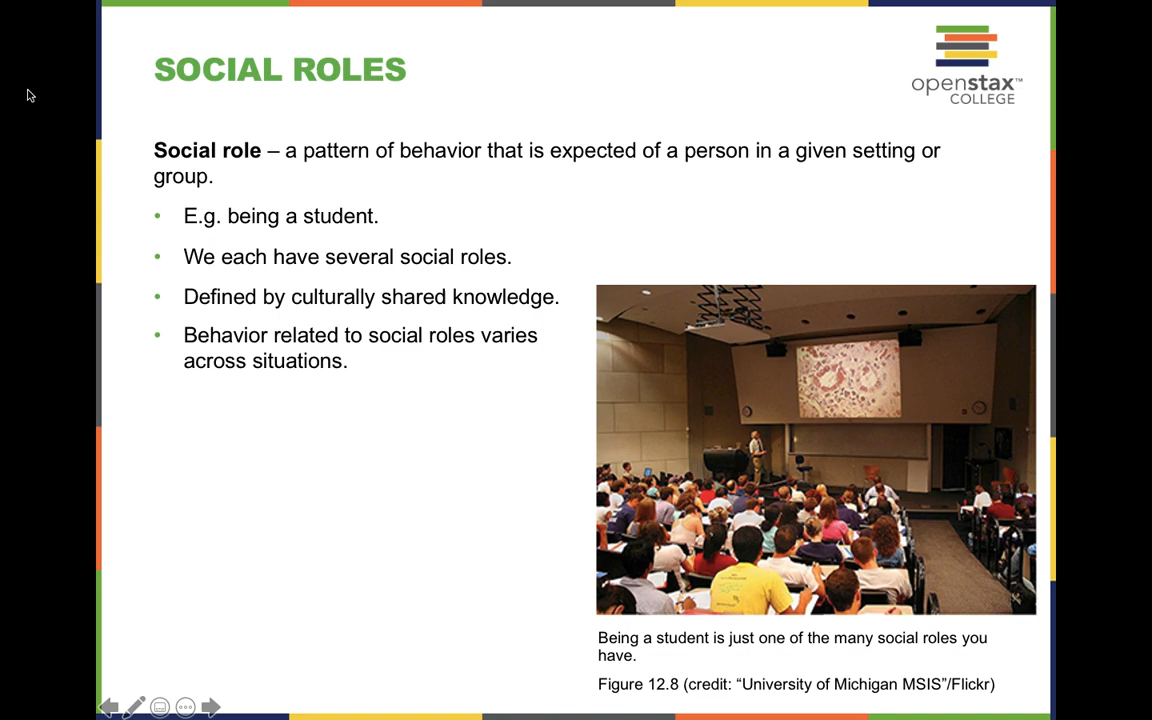 SOCIAL ROLES
openstax™
COLLEGE
Social role – a pattern of behavior that is expected of a person in a given setting or
group.
• E.g. being a student.
• We each have several social roles.
• Defined by culturally shared knowledge.
• Behavior related to social roles varies
across situations.
Being a student is just one of the many social roles you
have.
Figure 12.8 (credit: “University of Michigan MSIS”/Flickr)